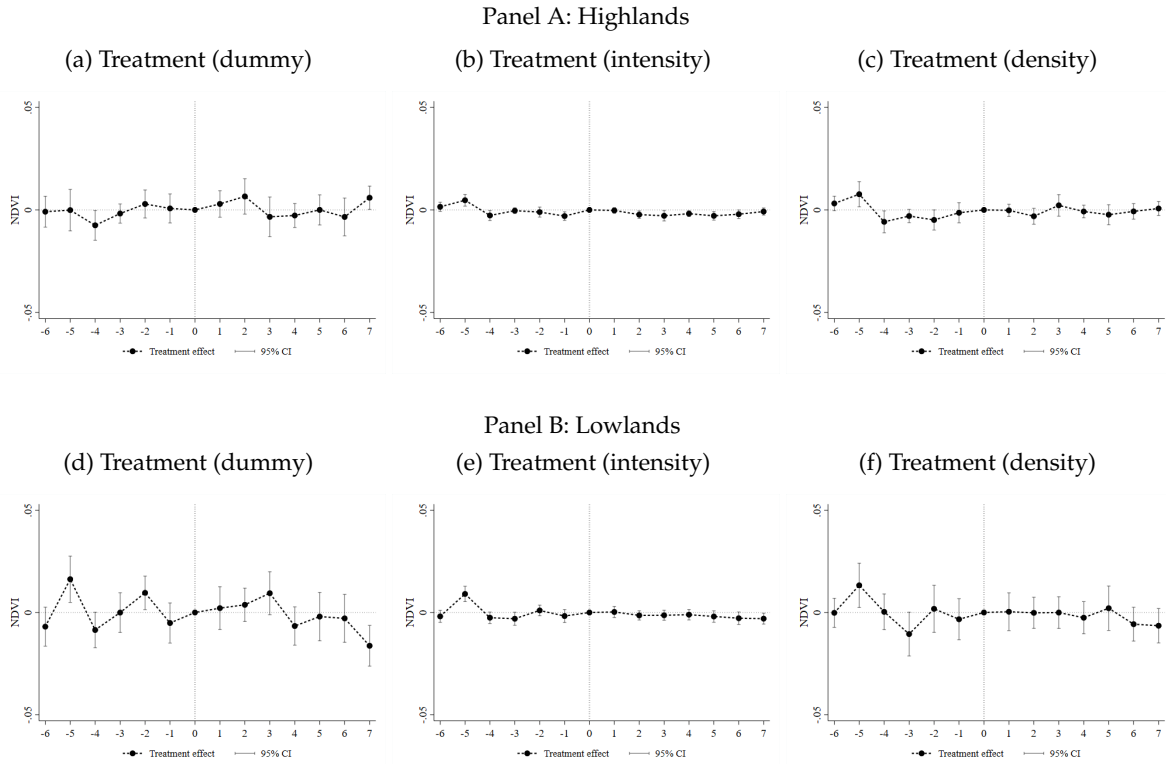 Panel A: Highlands
(a) Treatment (dummy)
(b) Treatment (intensity)
(c) Treatment (density)
.05
0
-.05
NDVI
-6 -5 -4 -3 -2 -1 0 1 2 3 4 5 6 7
Treatment effect 95% CI
.05
0
-.05
NDVI
-6 -5 -4 -3 -2 -1 0 1 2 3 4 5 6 7
Treatment effect 95% CI
.05
0
-.05
NDVI
-6 -5 -4 -3 -2 -1 0 1 2 3 4 5 6 7
Treatment effect 95% CI
Panel B: Lowlands
(d) Treatment (dummy)
(e) Treatment (intensity)
(f) Treatment (density)
.05
0
-.05
NDVI
-6 -5 -4 -3 -2 -1 0 1 2 3 4 5 6 7
Treatment effect 95% CI
.05
0
-.05
NDVI
-6 -5 -4 -3 -2 -1 0 1 2 3 4 5 6 7
Treatment effect 95% CI
.05
0
-.05
NDVI
-6 -5 -4 -3 -2 -1 0 1 2 3 4 5 6 7
Treatment effect 95% CI